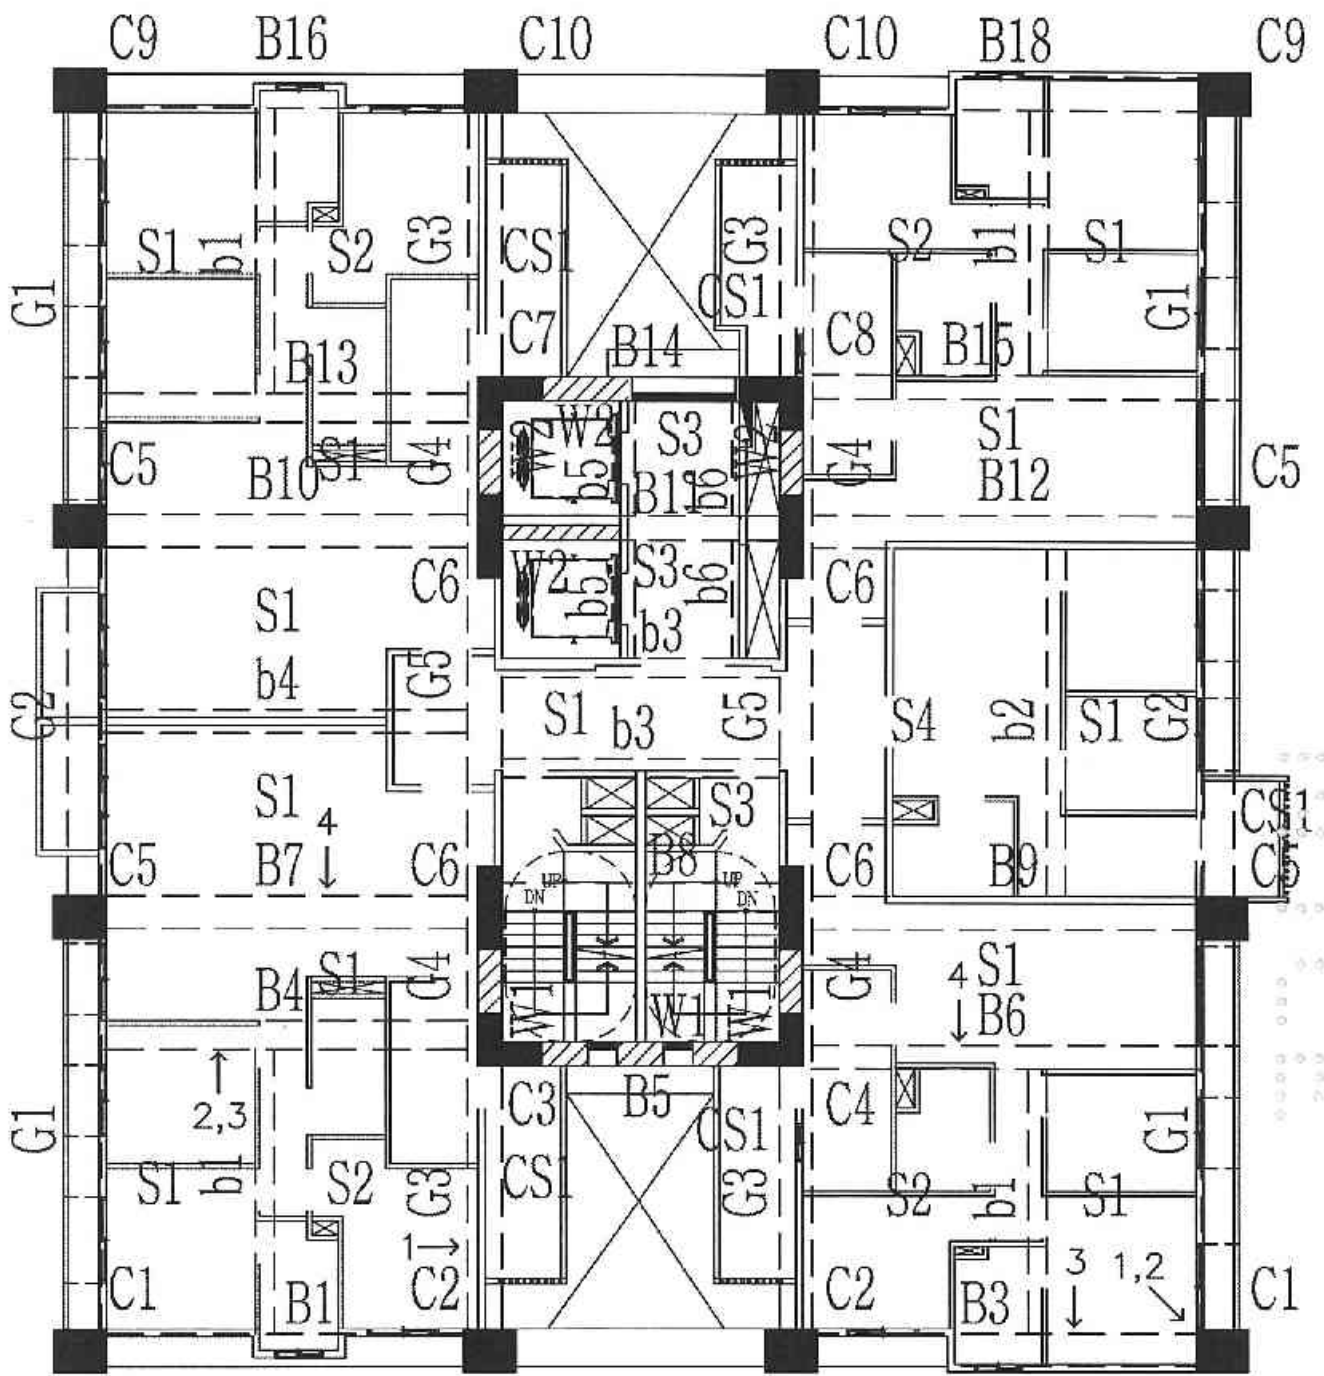 C9 B16 C10 C10 B18 C9
S1 b1 S2 G3 CS1 G3 CS1 S2 b1 S1
G1 C7 B14 C8 B15 G1
B13
C5 B10 S1 G4 W2 W2 b5 S3 B11 b6 G4 S1 B12 C5
C6 W2 b5 S3 b6 C6
S1 b3
b4 G5
G2 S1 b3 G5 S4 b2 S1 G2
S1 S3 CS1
4
C5 B7 C6 B8 C6 B9
UP UP
DN DN
S1 G4 G4 4 S1
B4 W1 W1 W1 B6
G1 2,3 C3 B5 CS1 C4 G1
S1 b1 S2 G3 CS1 G3 S2 b1 S1
1 3 1,2
C1 B1 C2 C2 B3 C1